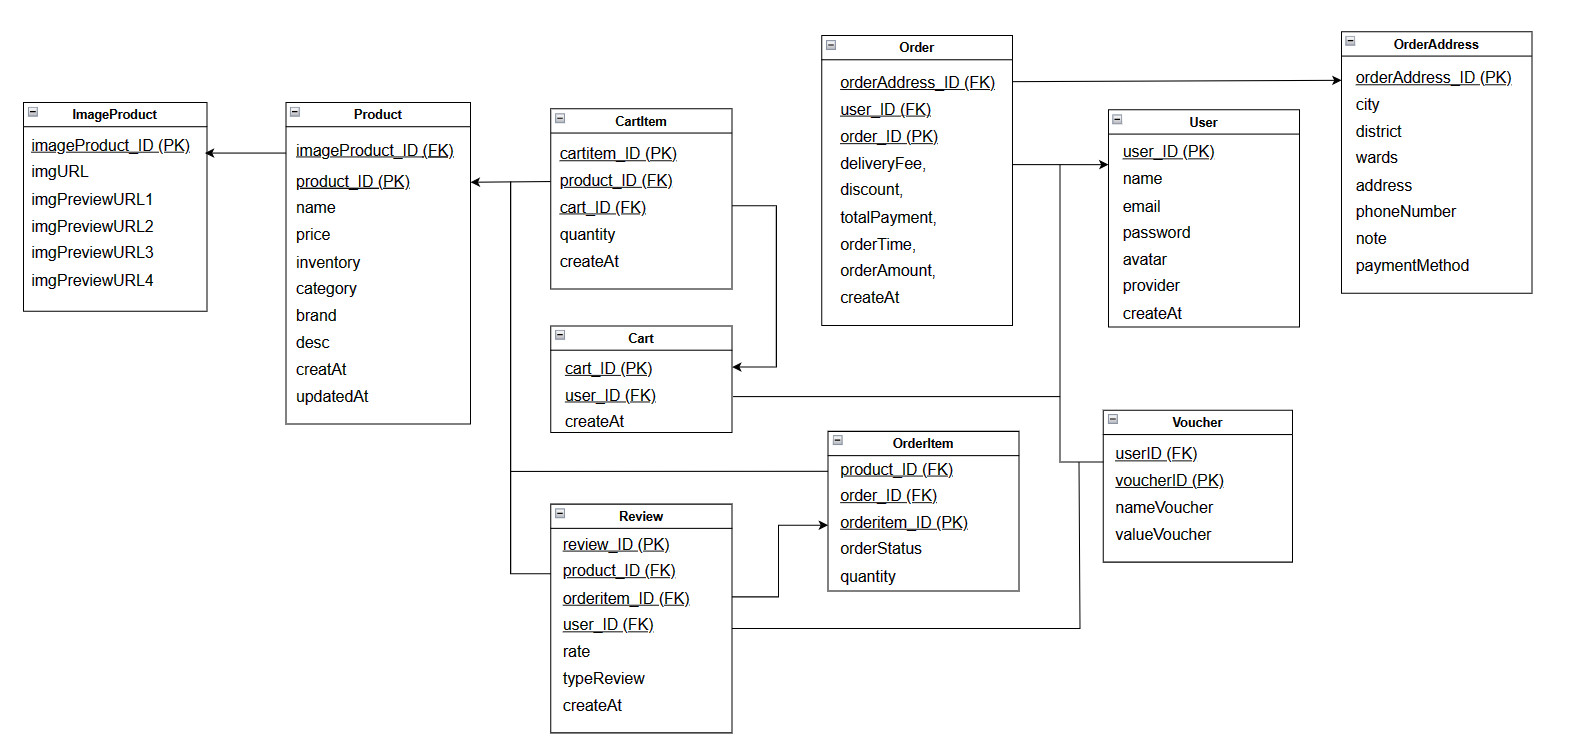 ImageProduct
imageProduct_ID (PK)
imgURL
imgPreviewURL1
imgPreviewURL2
imgPreviewURL3
imgPreviewURL4
Product
imageProduct_ID (FK)
product_ID (PK)
name
price
inventory
category
brand
desc
creatAt
updatedAt
CartItem
cartitem_ID (PK)
product_ID (FK)
cart_ID (FK)
quantity
createAt
Cart
cart_ID (PK)
user_ID (FK)
createAt
Review
review_ID (PK)
product_ID (FK)
orderitem_ID (FK)
user_ID (FK)
rate
typeReview
createAt
Order
orderAddress_ID (FK)
user_ID (FK)
order_ID (PK)
deliveryFee,
discount,
totalPayment,
orderTime,
orderAmount,
createAt
OrderItem
product_ID (FK)
order_ID (FK)
orderitem_ID (PK)
orderStatus
quantity
User
user_ID (PK)
name
email
password
avatar
provider
createAt
Voucher
userID (FK)
voucherID (PK)
nameVoucher
valueVoucher
OrderAddress
orderAddress_ID (PK)
city
district
wards
address
phoneNumber
note
paymentMethod